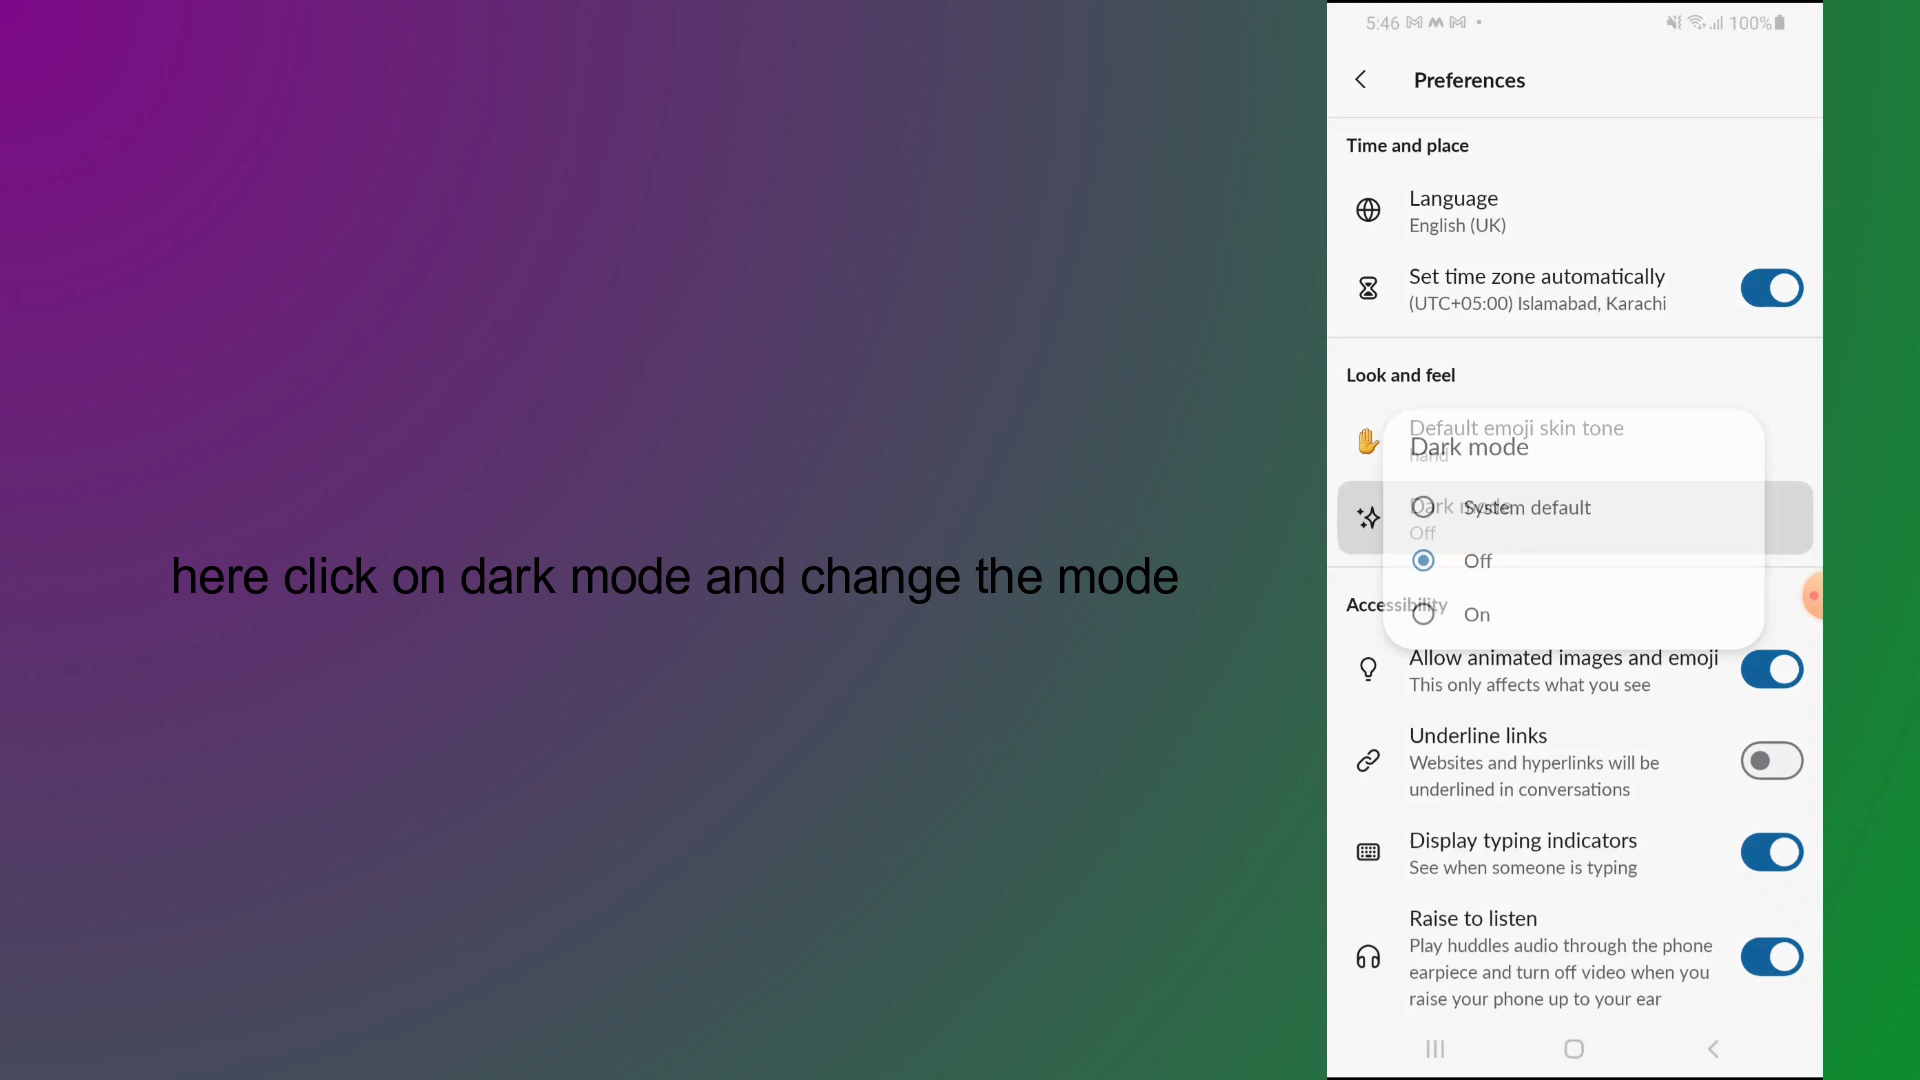 5:46
100%
Preferences
Time and place
Language
English (UK)
Set time zone automatically
(UTC+05:00) Islamabad, Karachi
Look and feel
Default emoji skin tone
hand
Dark mode
Dark mode
System default
Off
Off
On
Accessibility
Allow animated images and emoji
This only affects what you see
Underline links
Websites and hyperlinks will be
underlined in conversations
Display typing indicators
See when someone is typing
Raise to listen
Play huddles audio through the phone
earpiece and turn off video when you
raise your phone up to your ear
here click on dark mode and change the mode